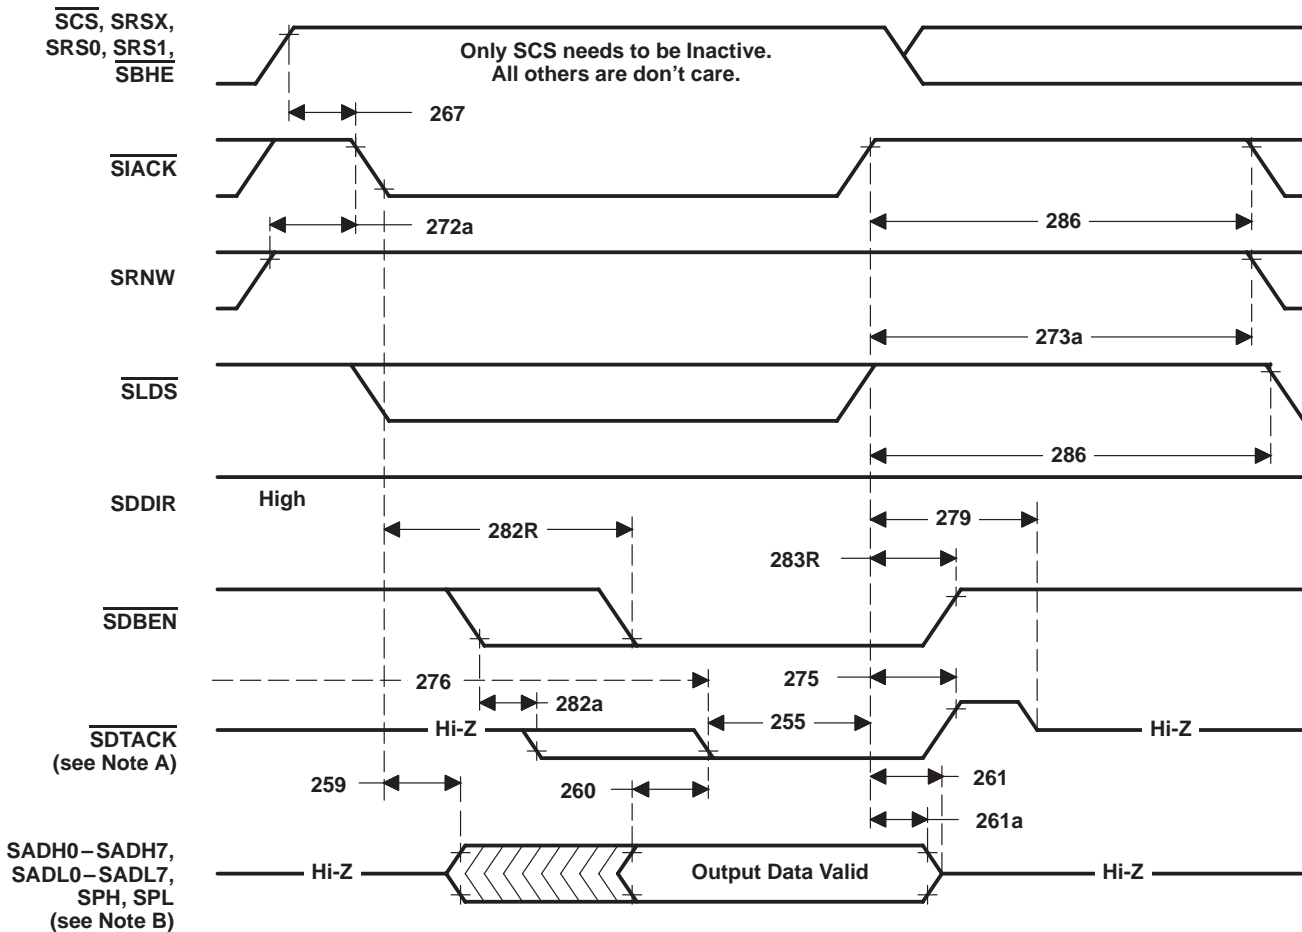 SCS, SRSX,
SRS0, SRS1,
SBHE
Only SCS needs to be Inactive.
All others are don't care.
267
SIACK
272a
286
SRNW
273a
SLDS
286
SDDIR
High
282R
279
283R
SDBEN
276
275
282a
255
SDTACK
(see Note A)
Hi-Z
Hi-Z
259
260
261
261a
SADH0–SADH7,
SADL0–SADL7,
SPH, SPL
(see Note B)
Hi-Z
Output Data Valid
Hi-Z